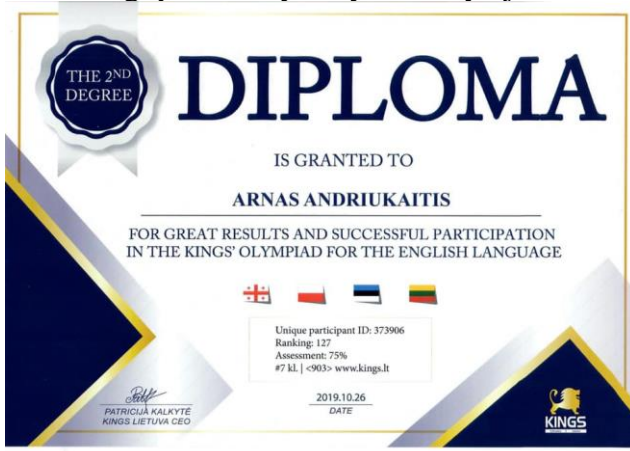 THE 2ND
DEGREE
DIPLOMA
IS GRANTED TO
ARNAS ANDRIUKAITIS
FOR GREAT RESULTS AND SUCCESSFUL PARTICIPATION
IN THE KINGS' OLYMPIAD FOR THE ENGLISH LANGUAGE
Unique participant ID: 373906
Ranking: 127
Assessment: 75%
#7 kl. | <903> www.kings.lt
PATRICIJA KALKYTĖ
KINGS LIETUVA CEO
2019.10.26
DATE
KINGS